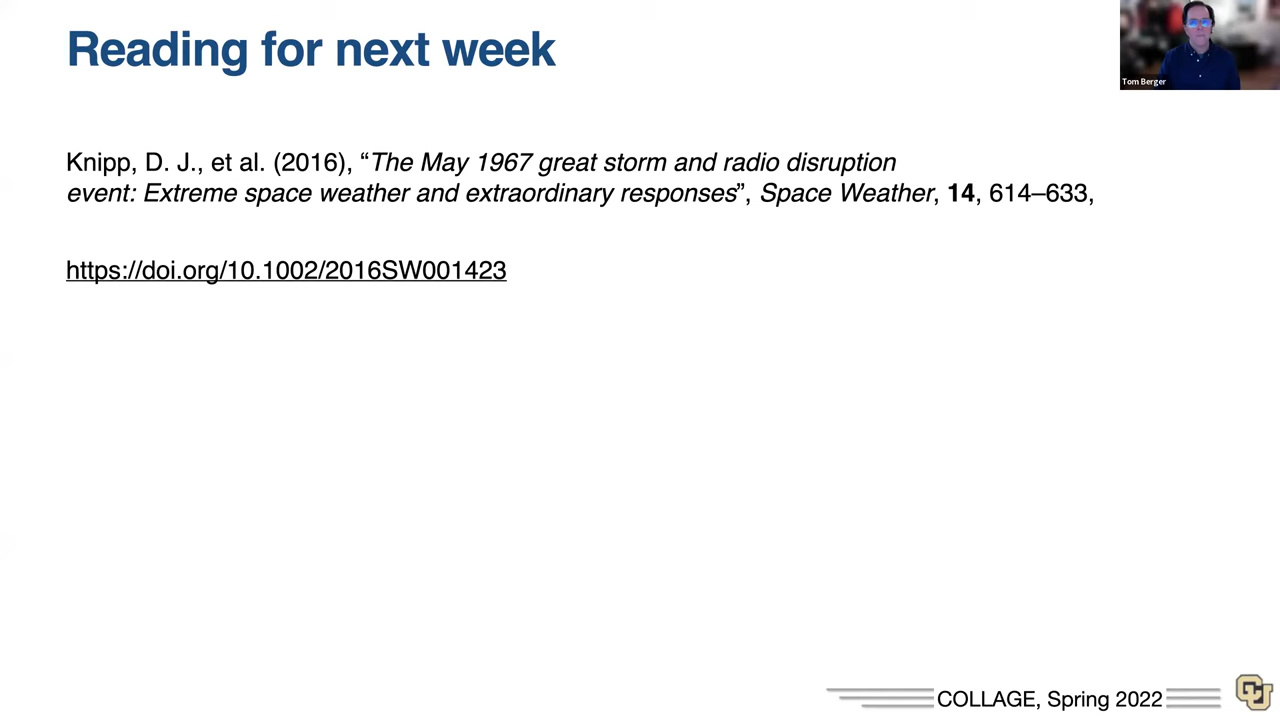 Reading for next week
Tom Berger
Knipp, D. J., et al. (2016), “The May 1967 great storm and radio disruption
event: Extreme space weather and extraordinary responses”, Space Weather, 14, 614–633,
https://doi.org/10.1002/2016SW001423
COLLAGE, Spring 2022
CU